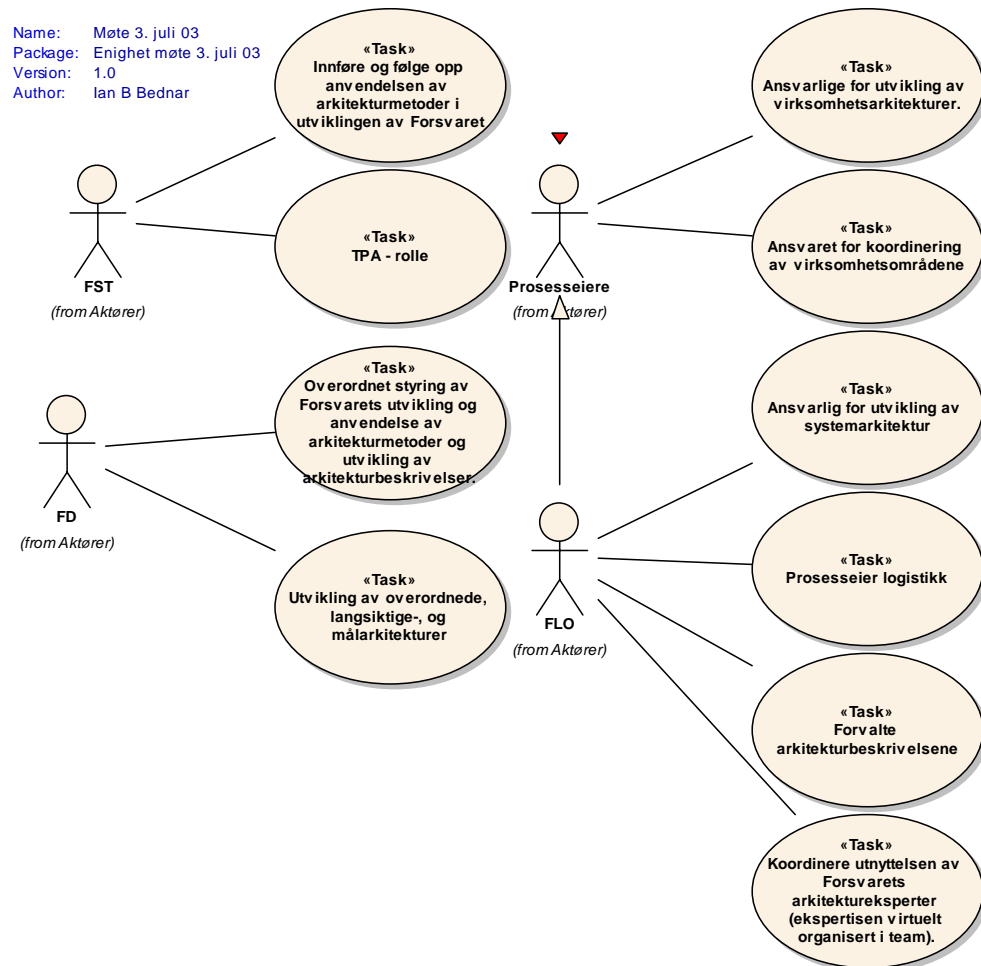 Name: Møte 3. juli 03
Package: Enighet møte 3. juli 03
Version: 1.0
Author: Ian B Bednar
«Task»
Innføre og følge opp
anvendelsen av
arkitekturmetoder i
utviklingen av Forsvaret
«Task»
TPA - rolle
FST
(from Aktører)
«Task»
Ansvarlige for utvikling av
virksomhetsarkitekturer.
«Task»
Ansvaret for koordinering
av virksomhetsområdene
Prosesseiere
(from Aktører)
«Task»
Overordnet styring av
Forsvarets utvikling og
anvendelse av
arkitekturmetoder og
utvikling av
arkitekturbeskrivelser.
FD
(from Aktører)
«Task»
Utvikling av overordnede,
langsiktige-, og
målarkitekturer
«Task»
Ansvarlig for utvikling av
systemarkitektur
«Task»
Prosesseier logistikk
FLO
(from Aktører)
«Task»
Forvalte
arkitekturbeskrivelsene
«Task»
Koordinere utnyttelsen av
Forsvarets
arkitektureksperter
(ekspertisen virtuelt
organisert i team).